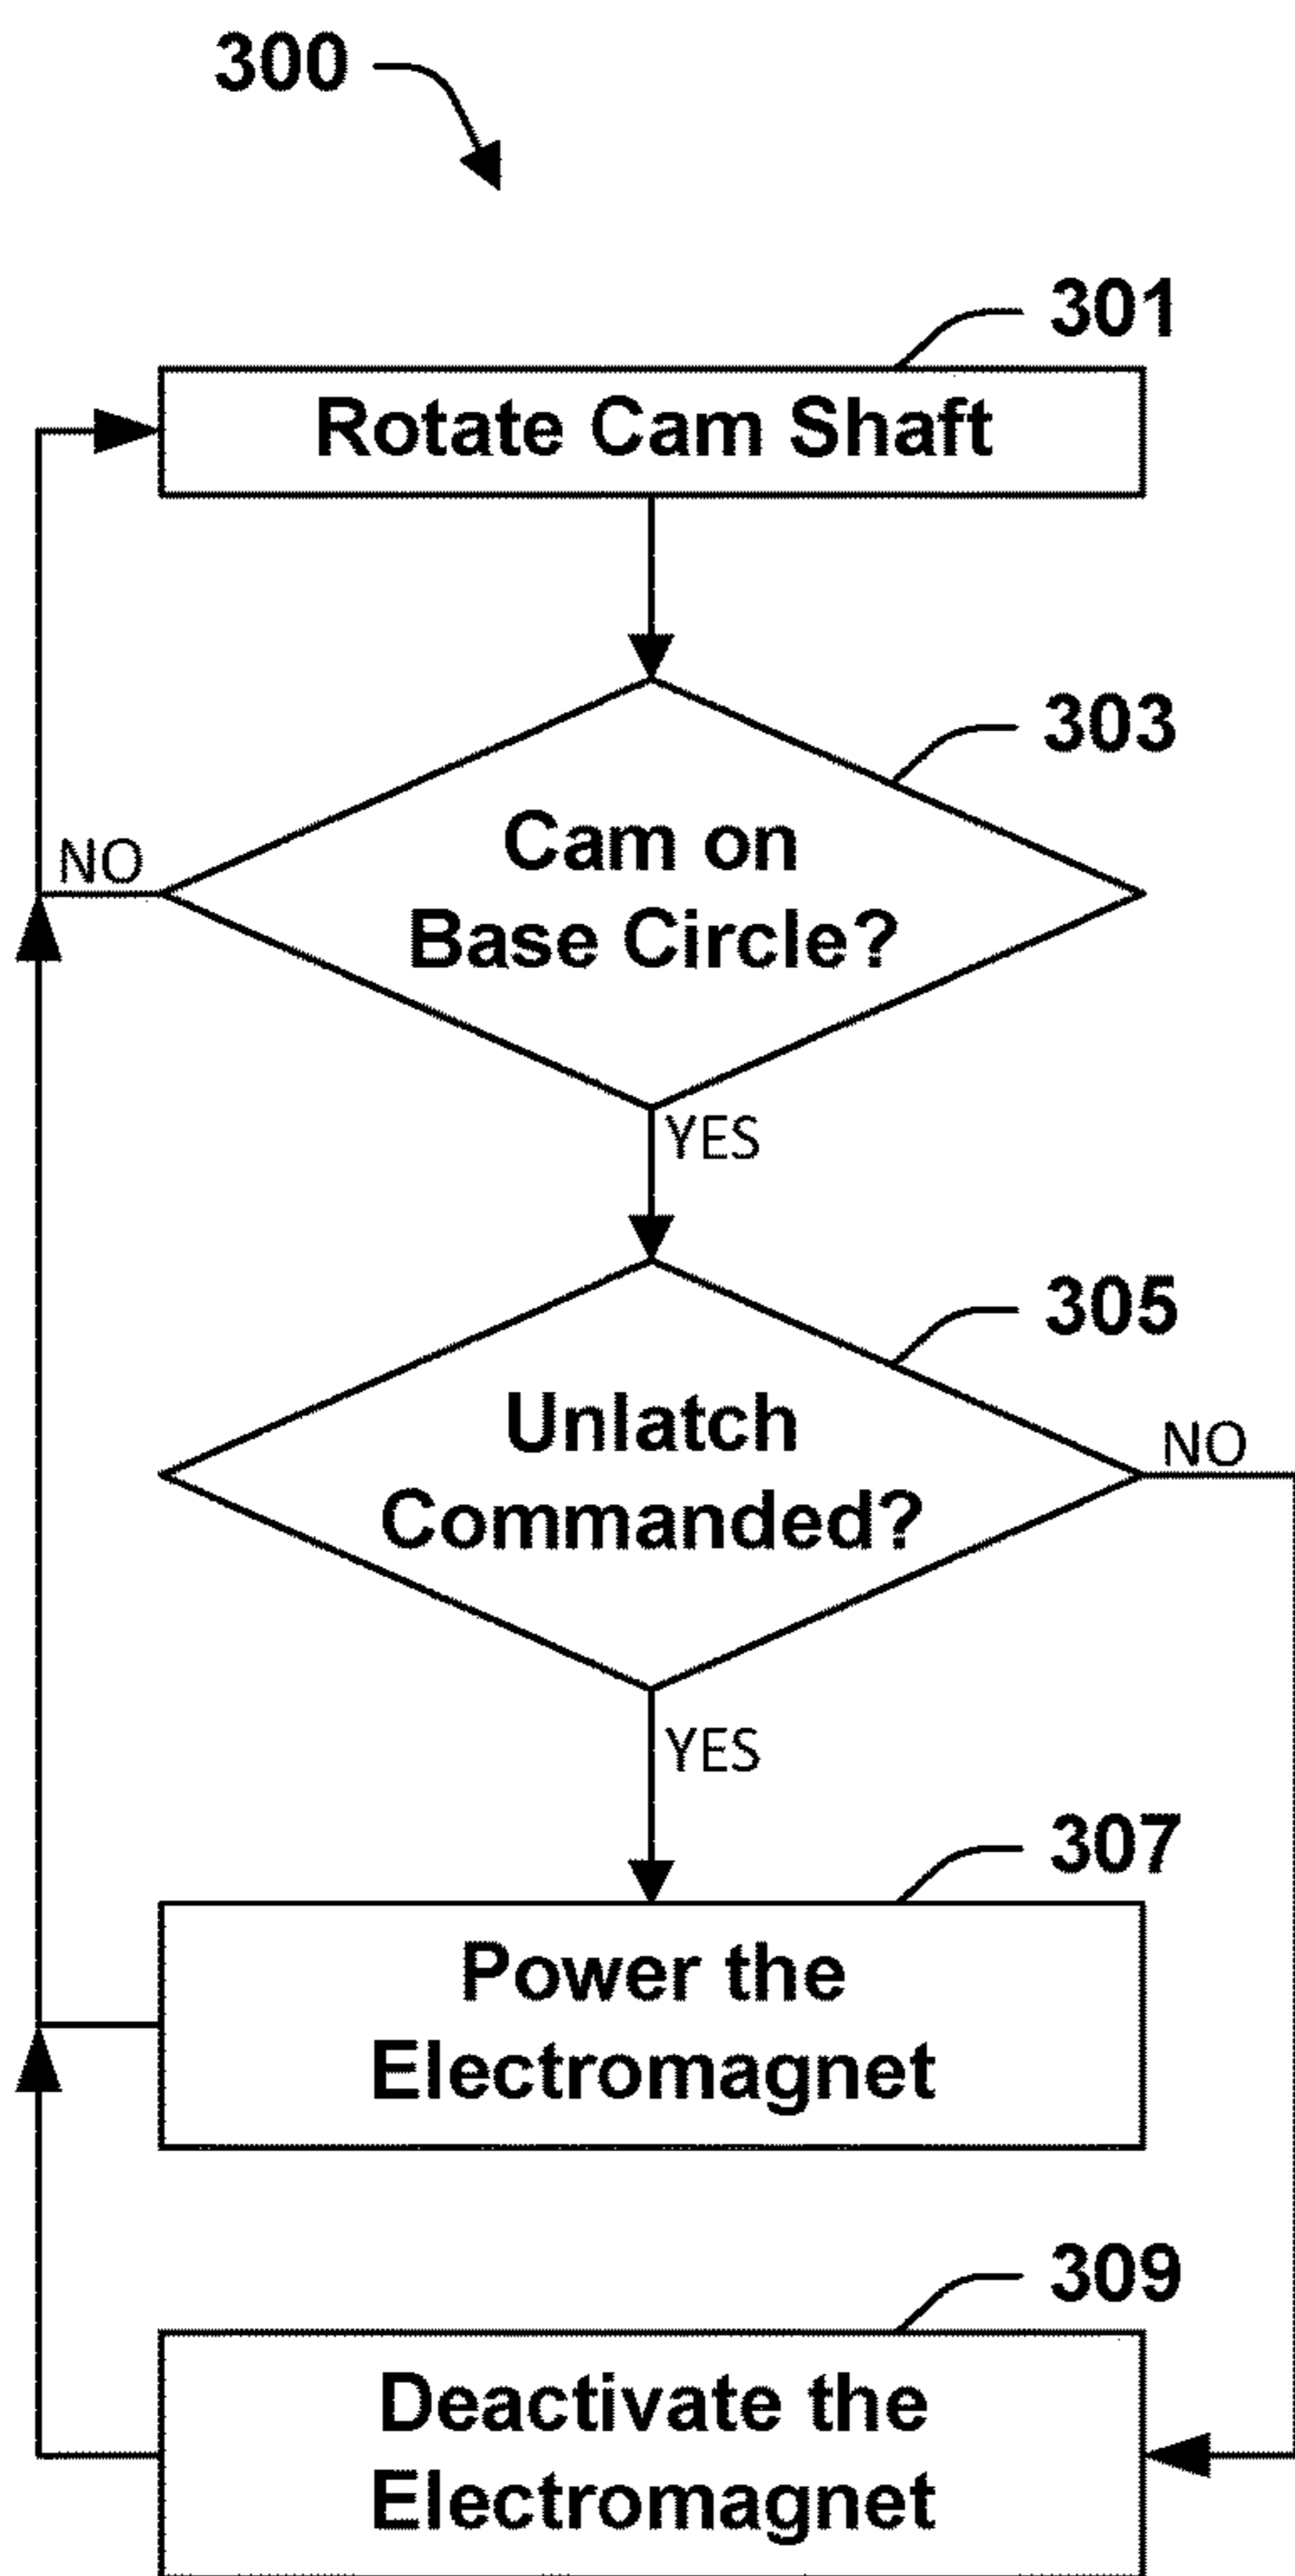 300
301
Rotate Cam Shaft
303
Cam on
Base Circle?
NO
YES
305
Unlatch
Commanded?
NO
YES
307
Power the
Electromagnet
309
Deactivate the
Electromagnet